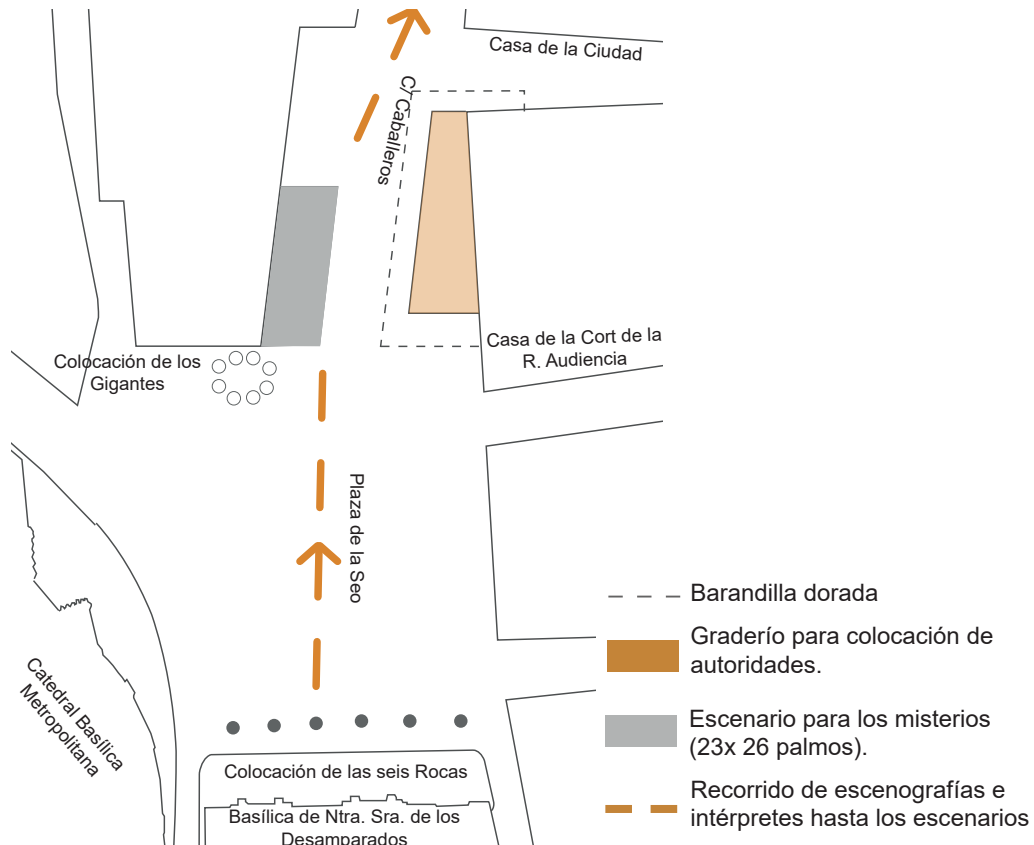 Casa de la Ciudad
C/ Caballeros
Casa de la Cort de la
R. Audiencia
Colocación de los
Gigantes
Plaza de la Seo
Catedral Basílica
Metropolitana
Colocación de las seis Rocas
Basílica de Ntra. Sra. de los
Desamparados
Barandilla dorada
Graderío para colocación de
autoridades.
Escenario para los misterios
(23x 26 palmos).
Recorrido de escenografías e
intérpretes hasta los escenarios